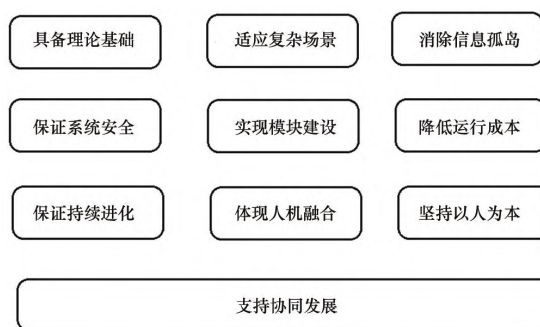 具备理论基础
适应复杂场景
消除信息孤岛
保证系统安全
实现模块建设
降低运行成本
保证持续进化
体现人机融合
坚持以人为本
支持协同发展